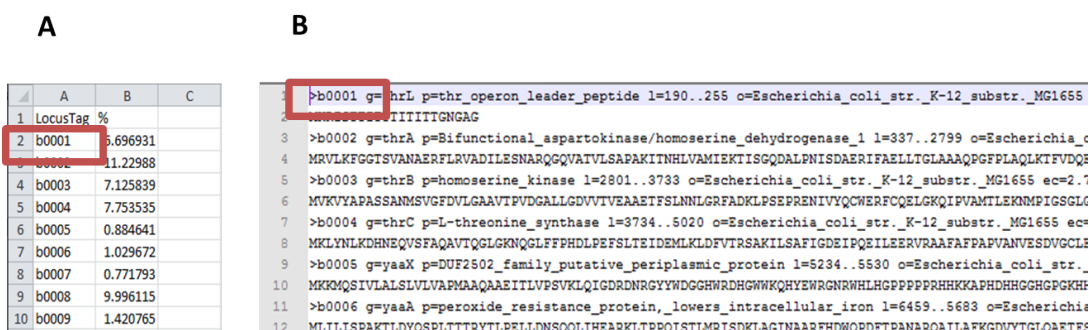 A
B
A B C
1 LocusTag %
2 b0001 5.696931
3 11.22988
4 b0003 7.125839
5 b0004 7.753535
6 b0005 0.884641
7 b0006 1.029672
8 b0007 0.771793
9 b0008 9.996115
10 b0009 1.420765
1 >b0001 g=thrL p=thr_operon_leader_peptide l=190..255 o=Escherichia_coli_str._K-12_substr._MG1655
2 TITITTGNGAG
3 >b0002 g=thrA p=Bifunctional_aspartokinase/homoserine_dehydrogenase_1 l=337..2799 o=Escherichia_c
4 MRVLKFGGTSVANAERFLRVADILESNARQGQVATVLSAPAKITNHLVAMIEKTISGQDALPNISDAERIFAELLTGLAAAQPGFPLAQLKTFVDQE
5 >b0003 g=thrB p=homoserine_kinase l=2801..3733 o=Escherichia_coli_str._K-12_substr._MG1655 ec=2.7
6 MVKVYAPASSANMSVGFDVLGAAVTPVDGALLGDVVTVEAAETFSLNNLGRFADKLPSEPRENIVYQCWERFCQELGKQIPVAMTLEKNMPIGSGLG
7 >b0004 g=thrC p=L-threonine_synthase l=3734..5020 o=Escherichia_coli_str._K-12_substr._MG1655 ec
8 MKLYNLKDHNEQVSFAQAVTQGLGKNQGLFFPHDLPEFSLTEIDEMLKLDFVTRSAKILSAFIGDEIPQEILEERVRAAFAFPAPVANVESDVGCLE
9 >b0005 g=yaaX p=DUF2502_family_putative_periplasmic_protein l=5234..5530 o=Escherichia_coli_str._
10 MKKMQSIVLALSLVLVAPMAAQAAEITLVPSVKLQIGDRDNRGYYWDGGHWRDHGWWKQHYEWRGNRWHLHGPPPPPRHHKKAPHDHHGGHGPGKHH
11 >b0006 g=yaaA p=peroxide_resistance_protein,_lowers_intracellular_iron l=6459..5683 o=Escherichia
12